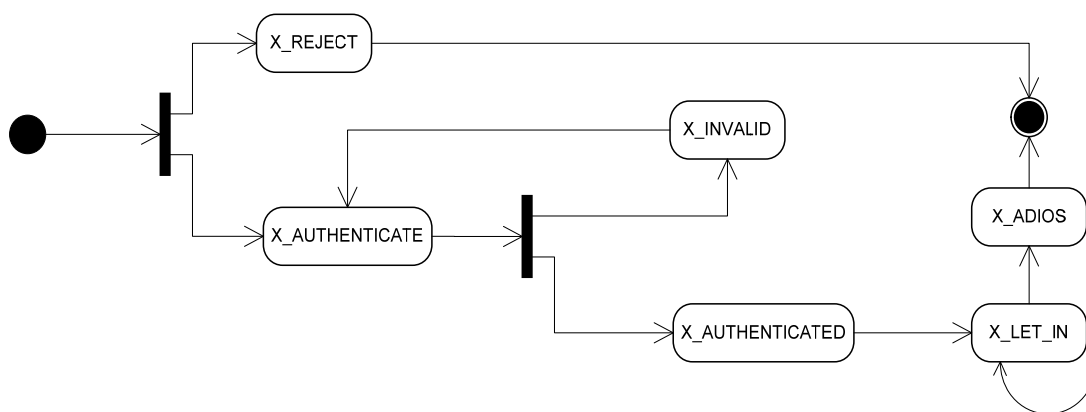 X_REJECT
X_INVALID
X_AUTHENTICATE
X_ADIOS
X_AUTHENTICATED
X_LET_IN